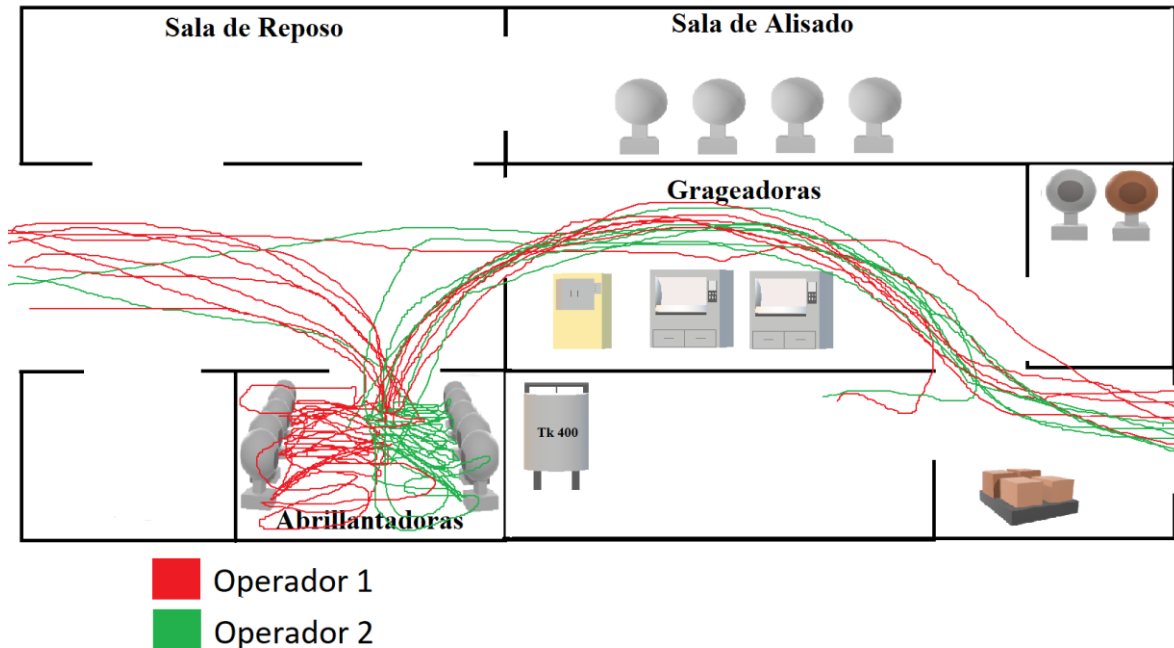 Sala de Reposo
Sala de Alisado
Grageadoras
Tk 400
Abrillantadoras
Operador 1
Operador 2